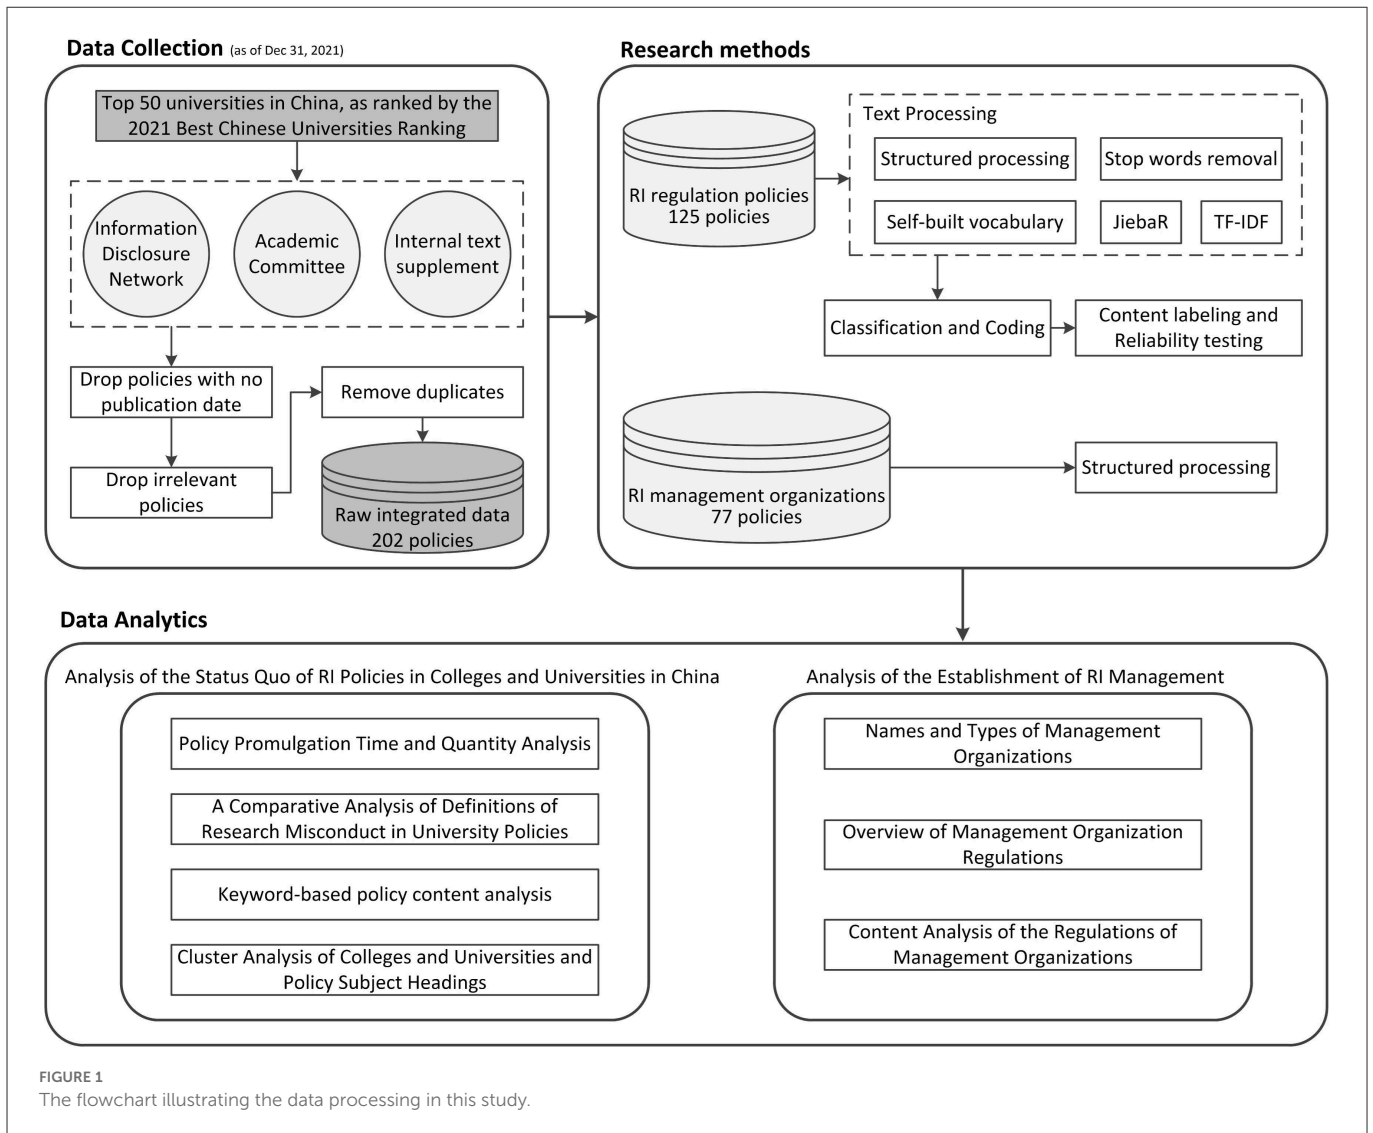 Data Collection (as of Dec 31, 2021)
Top 50 universities in China, as ranked by the
2021 Best Chinese Universities Ranking
Information
Disclosure
Network
Academic
Committee
Internal text
supplement
Drop policies with no
publication date
Remove duplicates
Drop irrelevant
policies
Raw integrated data
202 policies
Research methods
RI regulation policies
125 policies
Text Processing
Structured processing
Stop words removal
Self-built vocabulary
JiebaR
TF-IDF
Classification and Coding
Content labeling and
Reliability testing
RI management organizations
77 policies
Structured processing
Data Analytics
Analysis of the Status Quo of RI Policies in Colleges and Universities in China
Policy Promulgation Time and Quantity Analysis
A Comparative Analysis of Definitions of
Research Misconduct in University Policies
Keyword-based policy content analysis
Cluster Analysis of Colleges and Universities and
Policy Subject Headings
Analysis of the Establishment of RI Management
Names and Types of Management
Organizations
Overview of Management Organization
Regulations
Content Analysis of the Regulations of
Management Organizations
FIGURE 1
The flowchart illustrating the data processing in this study.